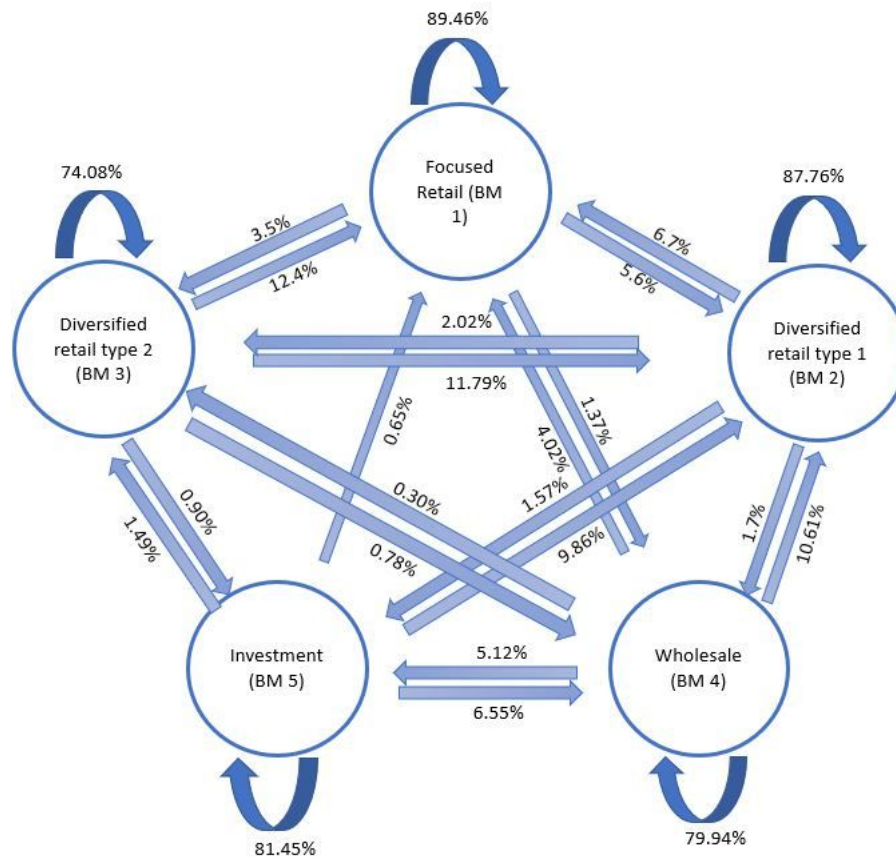 89.46%
Focused
Retail (BM
1)
74.08%
87.76%
3.5%
12.4%
6.7%
5.6%
Diversified
retail type 2
(BM 3)
2.02%
11.79%
Diversified
retail type 1
(BM 2)
0.65%
4.02%
1.37%
0.90%
1.49%
0.30%
0.78%
1.57%
9.86%
1.7%
10.61%
Investment
(BM 5)
5.12%
6.55%
Wholesale
(BM 4)
81.45%
79.94%